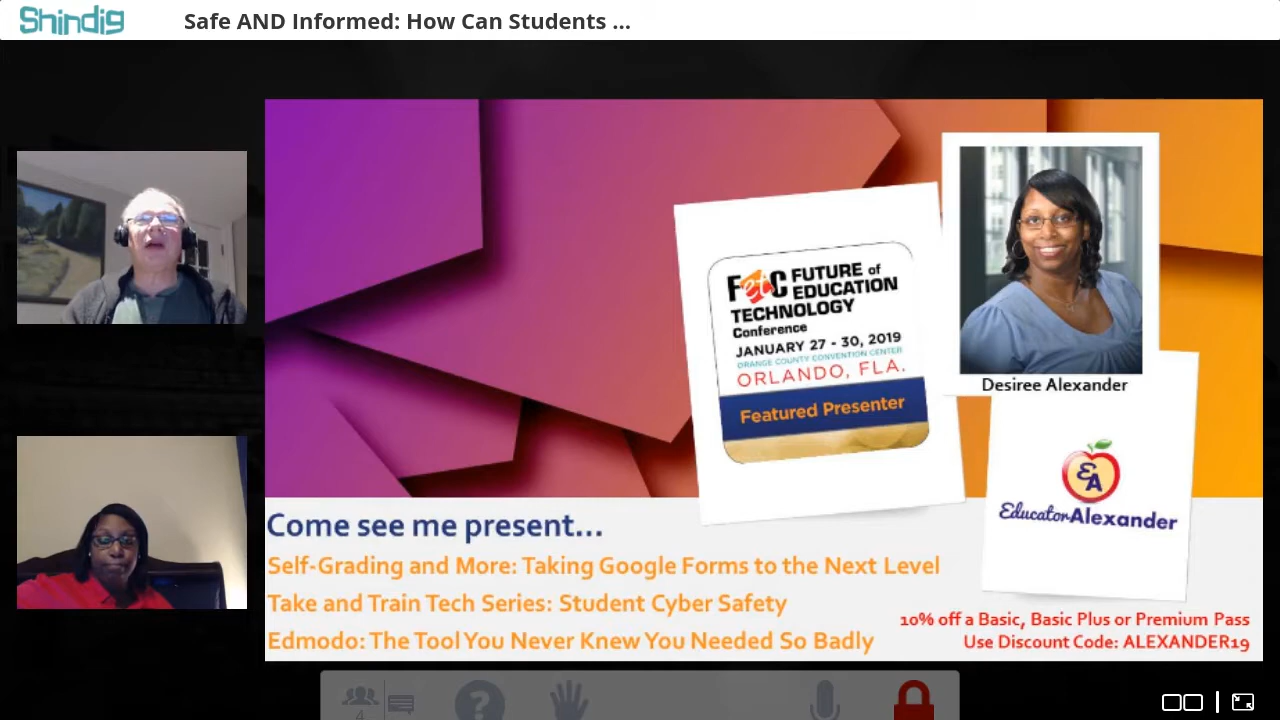 Shindig
Safe AND Informed: How Can Students ...
FETC FUTURE of
EDUCATION
TECHNOLOGY
Conference
JANUARY 27 - 30, 2019
ORANGE COUNTY CONVENTION CENTER
ORLANDO, FLA.
Featured Presenter
Desiree Alexander
EA
EducatorAlexander
Come see me present...
Self-Grading and More: Taking Google Forms to the Next Level
Take and Train Tech Series: Student Cyber Safety
Edmodo: The Tool You Never Knew You Needed So Badly
10% off a Basic, Basic Plus or Premium Pass
Use Discount Code: ALEXANDER19
4